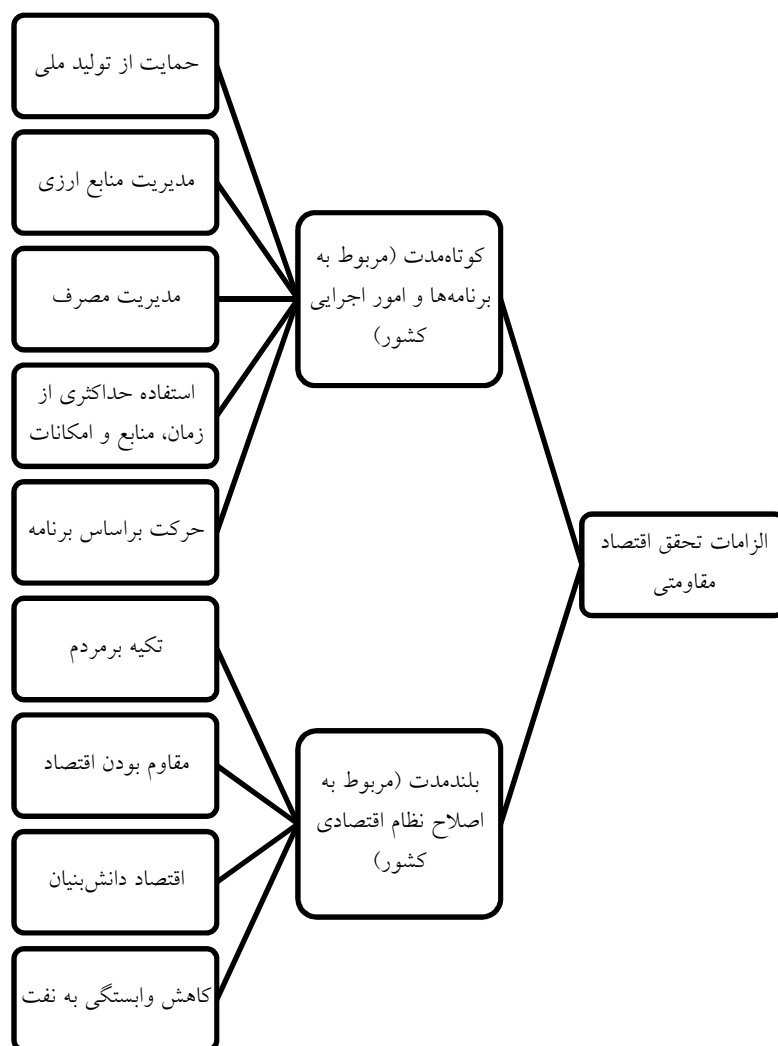 الزامات تحقق اقتصاد
مقاومتی
کوتاه‌مدت (مربوط به
برنامه‌ها و امور اجرایی
کشور)
حمایت از تولید ملی
مدیریت منابع ارزی
مدیریت مصرف
استفاده حداکثری از
زمان، منابع و امکانات
حرکت براساس برنامه
بلندمدت (مربوط به
اصلاح نظام اقتصادی
کشور)
تکیه برمردم
مقاوم بودن اقتصاد
اقتصاد دانش‌بنیان
کاهش وابستگی به نفت